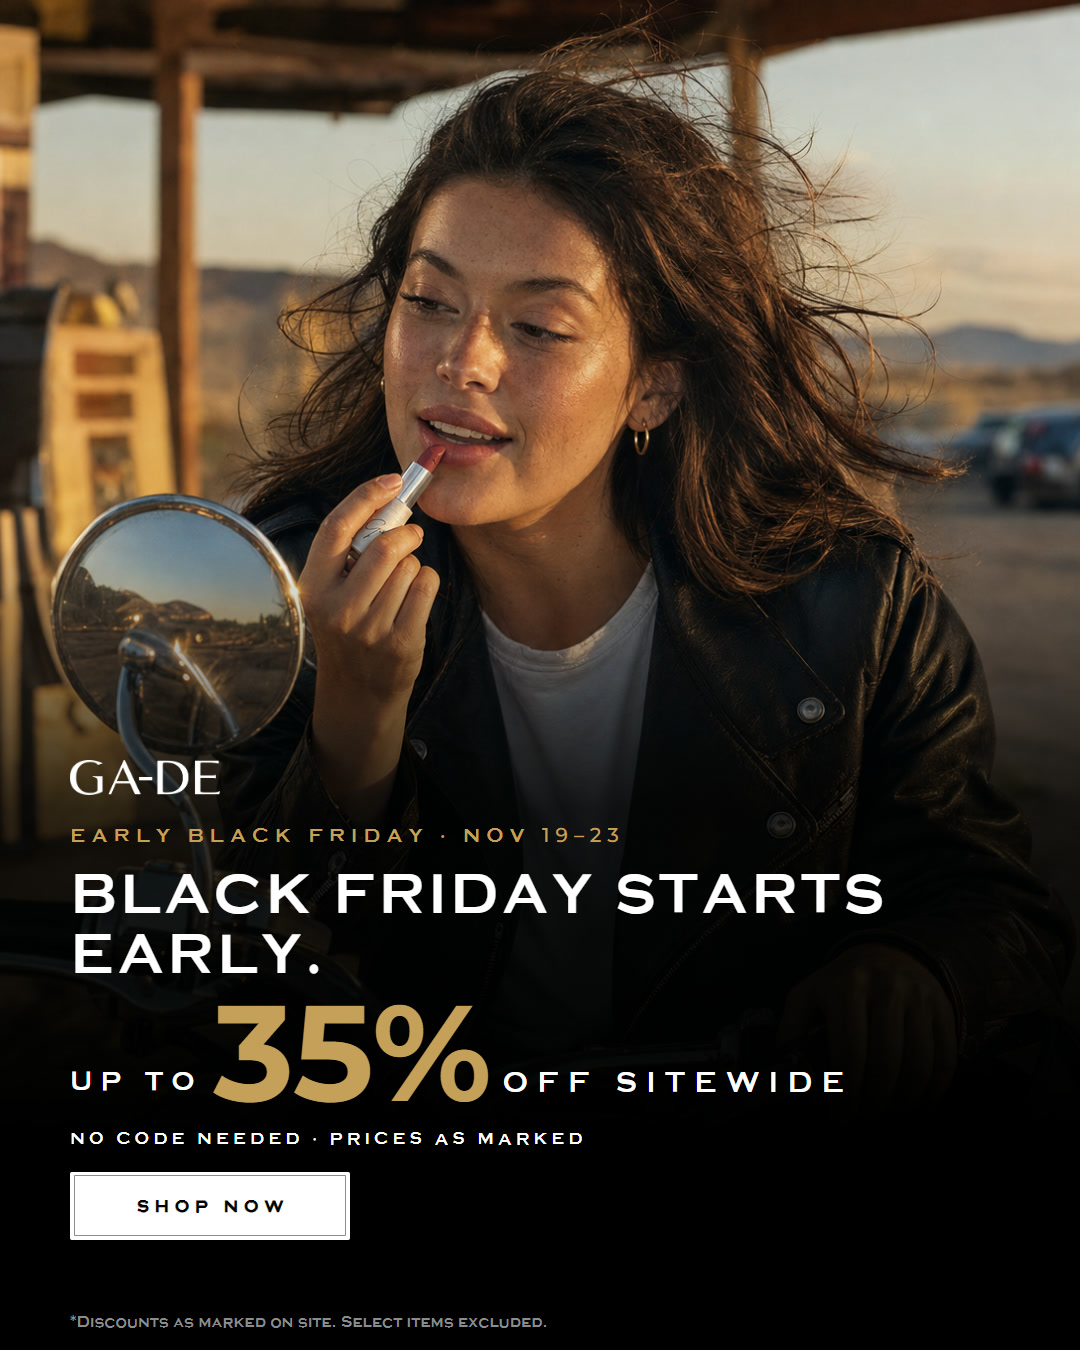 GA-DE
EARLY BLACK FRIDAY · NOV 19–23
BLACK FRIDAY STARTS
EARLY.
UP TO 35% OFF SITEWIDE
NO CODE NEEDED · PRICES AS MARKED
SHOP NOW
*DISCOUNTS AS MARKED ON SITE. SELECT ITEMS EXCLUDED.